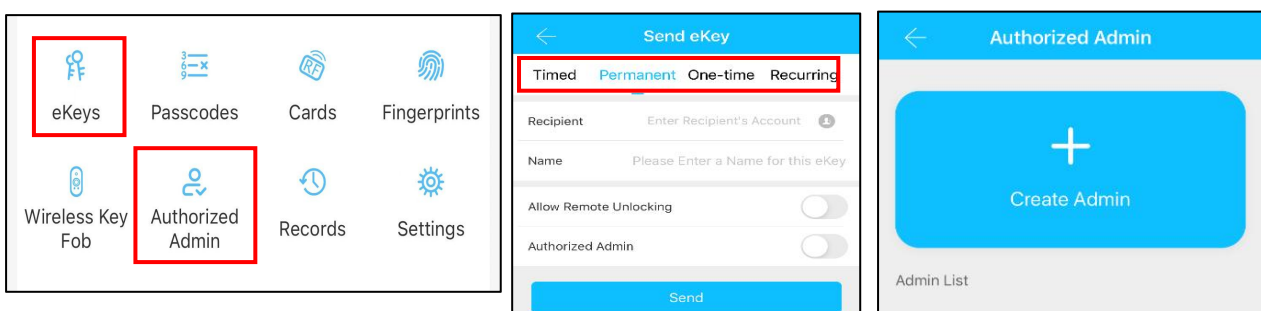 eKeys
Passcodes
Cards
Fingerprints
Wireless Key
Fob
Authorized
Admin
Records
Settings
Send eKey
Timed Permanent One-time Recurring
Recipient Enter Recipient's Account
Name Please Enter a Name for this eKey
Allow Remote Unlocking
Authorized Admin
Send
Authorized Admin
Create Admin
Admin List